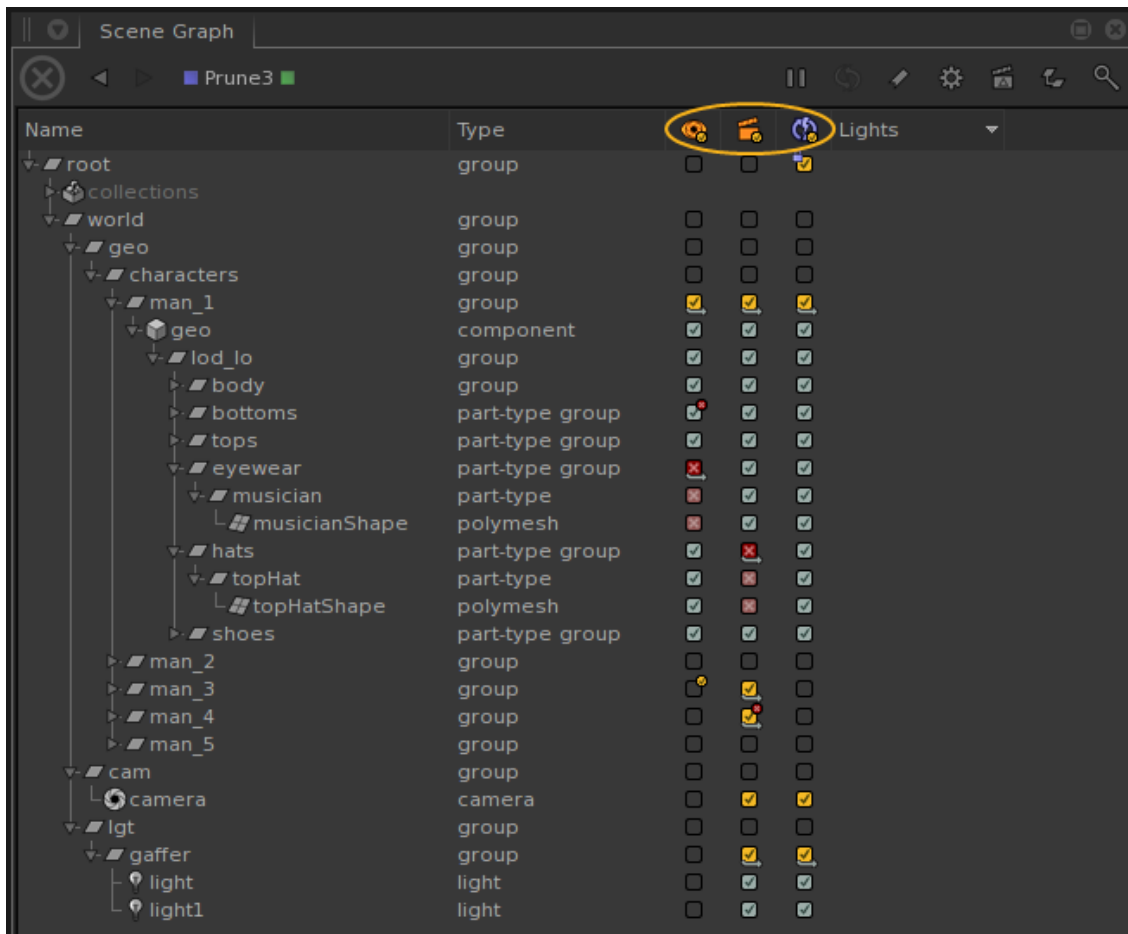 Scene Graph
Prune3
Name Type Lights
root group
collections
world group
geo group
characters group
man_1 group
geo component
lod_lo group
body group
bottoms part-type group
tops part-type group
eyewear part-type group
musician part-type
musicianShape polymesh
hats part-type group
topHat part-type
topHatShape polymesh
shoes part-type group
man_2 group
man_3 group
man_4 group
man_5 group
cam group
camera camera
lgt group
gaffer group
light light
light1 light